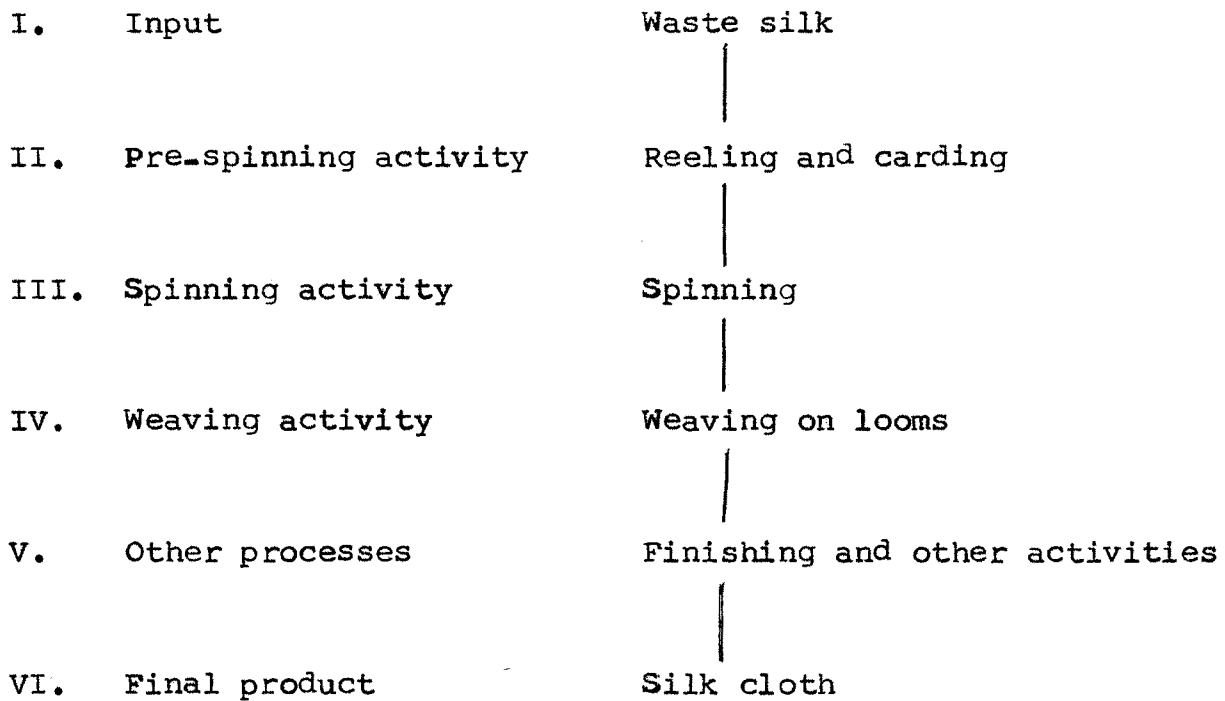 I. Input Waste silk
II. Pre-spinning activity Reeling and carding
III. Spinning activity Spinning
IV. Weaving activity Weaving on looms
V. Other processes Finishing and other activities
VI. Final product Silk cloth